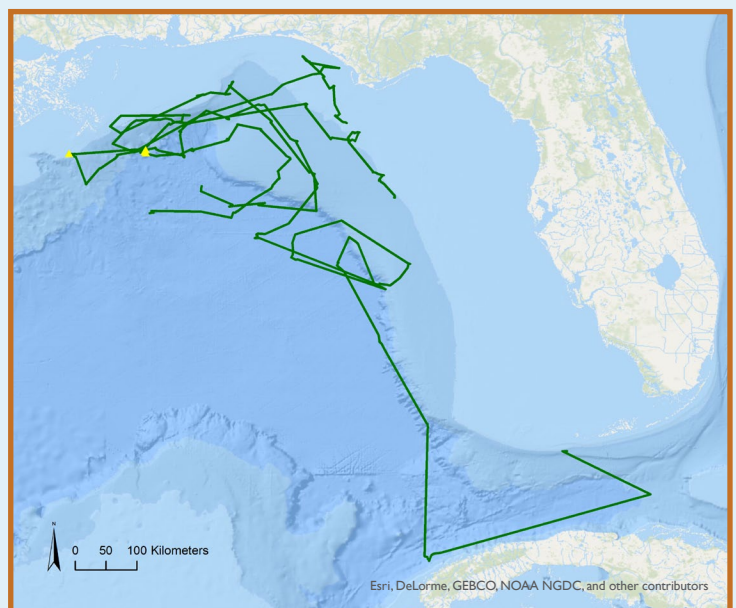 N
0 50 100 Kilometers
Esri, DeLorme, GEBCO, NOAA NGDC, and other contributors